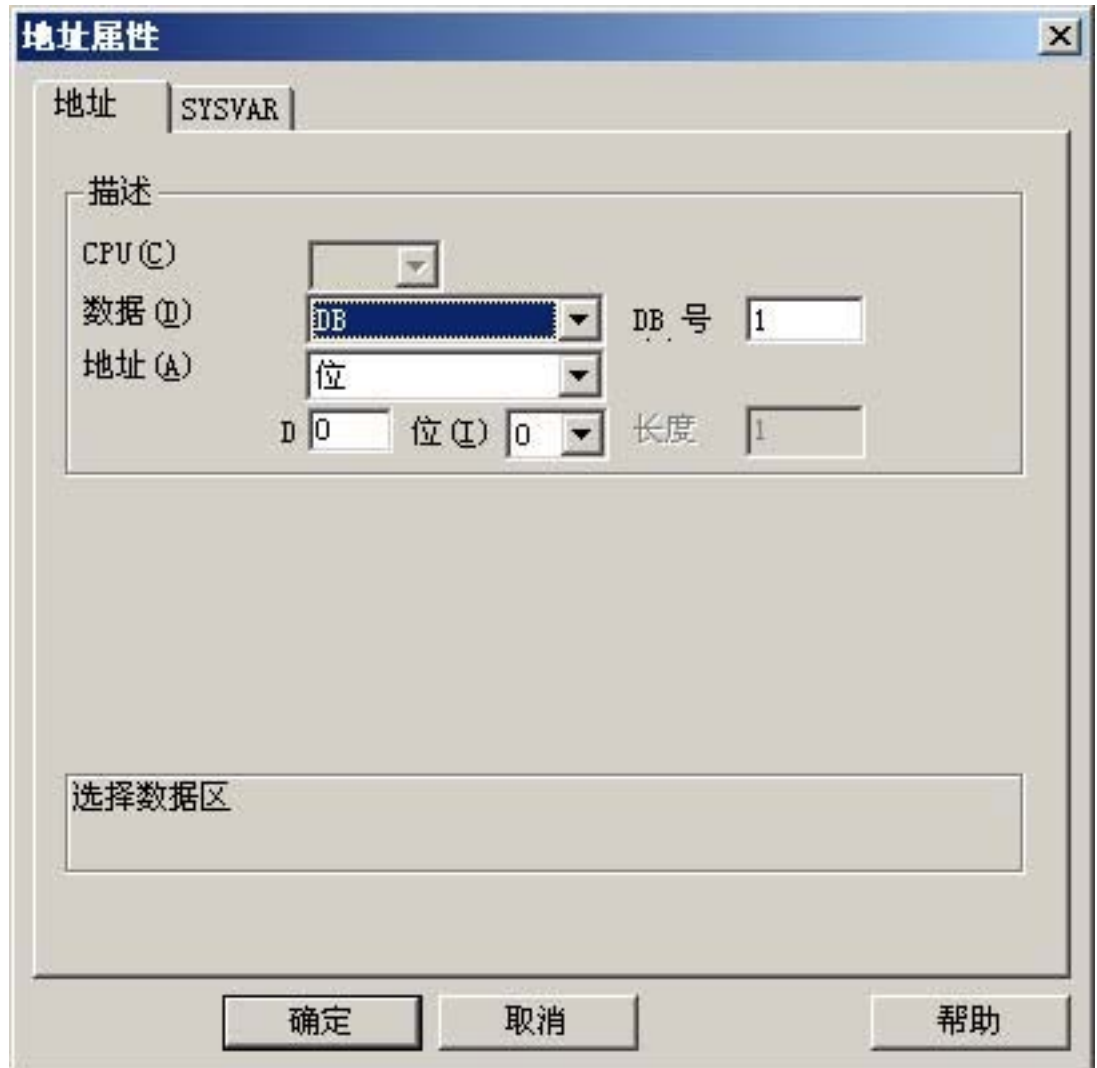 地址属性
地址 SYSVAR
描述
CPU(C)
数据(D) DB DB 号 1
地址(A) 位
D 0 位(I) 0 长度 1
选择数据区
确定 取消 帮助